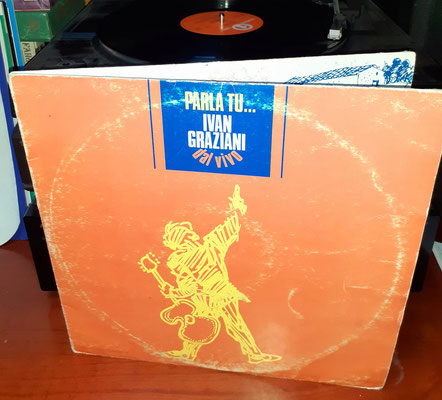 PARLA TU...
IVAN
GRAZIANI
dal vivo